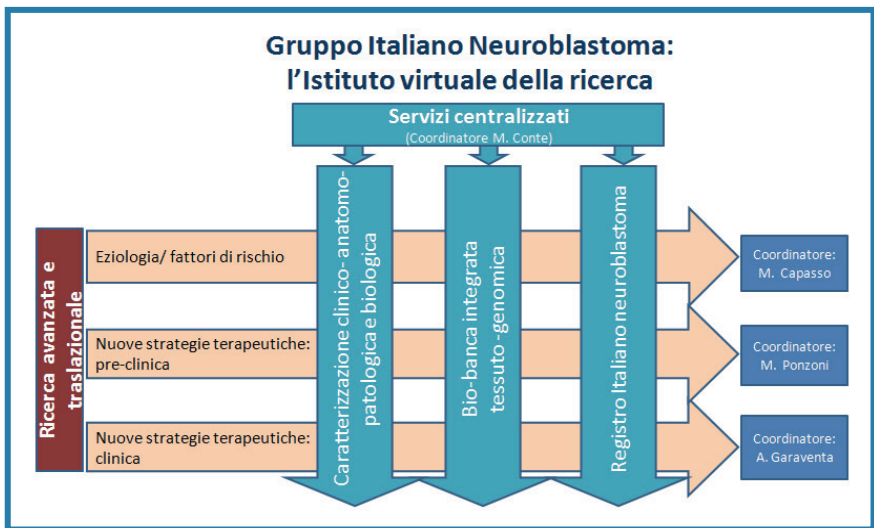 Gruppo Italiano Neuroblastoma:
l'Istituto virtuale della ricerca
Servizi centralizzati
(Coordinatore M. Conte)
Ricerca avanzata e
traslazionale
Eziologia/ fattori di rischio
Nuove strategie terapeutiche:
pre-clinica
Nuove strategie terapeutiche:
clinica
Caratterizzazione clinico- anatomo-
patologica e biologica
Bio-banca integrata
tessuto -genomica
Registro Italiano neuroblastoma
Coordinatore:
M. Capasso
Coordinatore:
M. Ponzoni
Coordinatore:
A. Garaventa